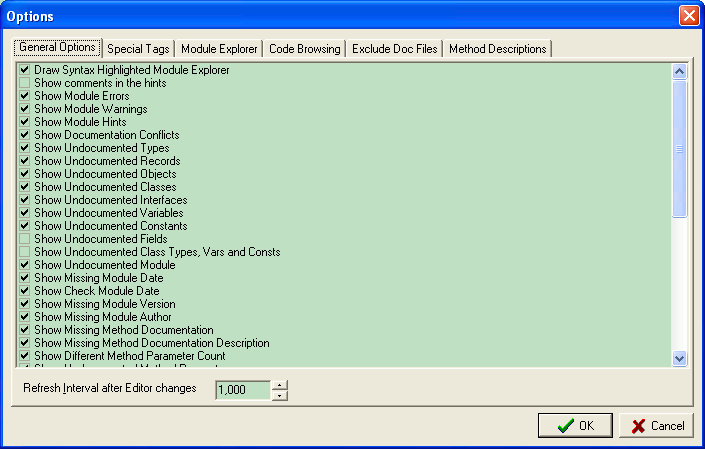 Options
General Options Special Tags Module Explorer Code Browsing Exclude Doc Files Method Descriptions
Draw Syntax Highlighted Module Explorer
Show comments in the hints
Show Module Errors
Show Module Warnings
Show Module Hints
Show Documentation Conflicts
Show Undocumented Types
Show Undocumented Records
Show Undocumented Objects
Show Undocumented Classes
Show Undocumented Interfaces
Show Undocumented Variables
Show Undocumented Constants
Show Undocumented Fields
Show Undocumented Class Types, Vars and Consts
Show Undocumented Module
Show Missing Module Date
Show Check Module Date
Show Missing Module Version
Show Missing Module Author
Show Missing Method Documentation
Show Missing Method Documentation Description
Show Different Method Parameter Count
Refresh Interval after Editor changes 1,000
OK Cancel